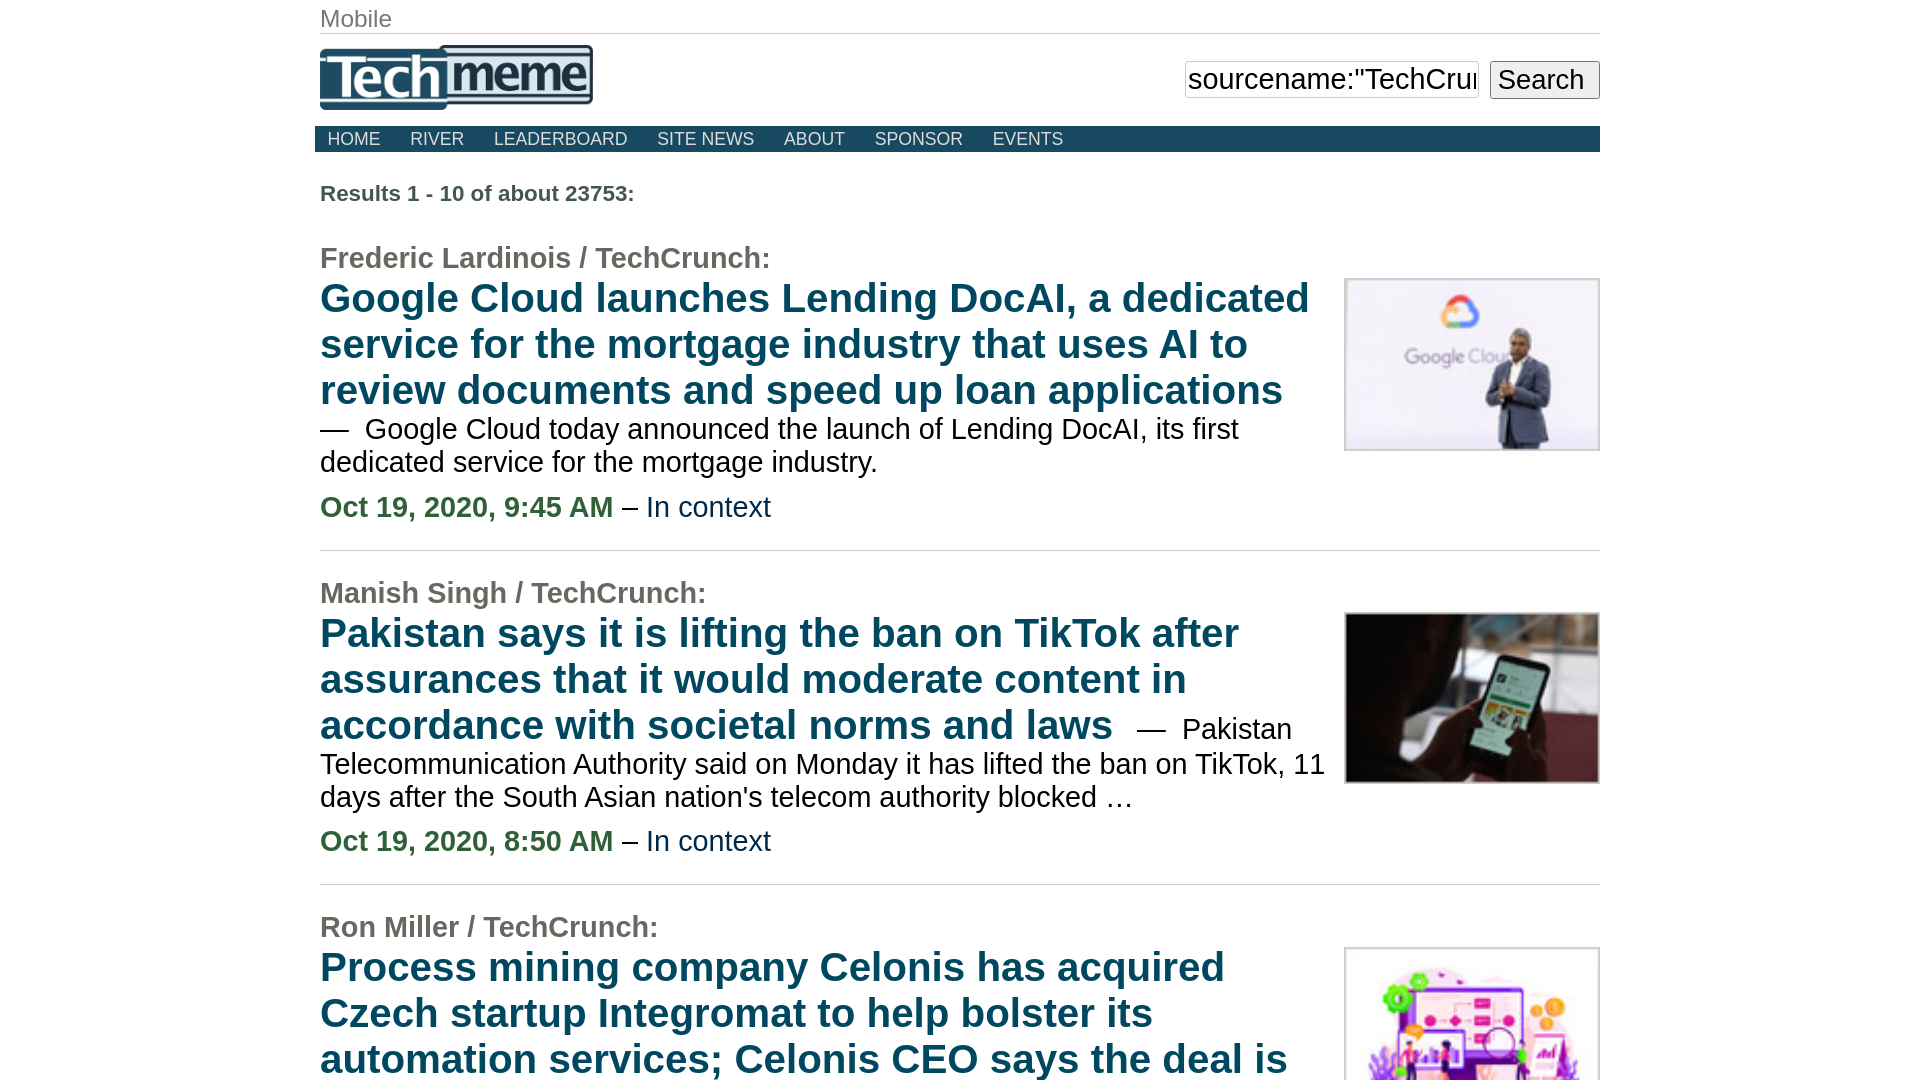 Mobile
Techmeme
sourcename:"TechCrun
Search
HOME RIVER LEADERBOARD SITE NEWS ABOUT SPONSOR EVENTS
Results 1 - 10 of about 23753:
Frederic Lardinois / TechCrunch:
Google Cloud launches Lending DocAI, a dedicated
service for the mortgage industry that uses AI to
review documents and speed up loan applications
— Google Cloud today announced the launch of Lending DocAI, its first
dedicated service for the mortgage industry.
Oct 19, 2020, 9:45 AM – In context
Google Cloud
Manish Singh / TechCrunch:
Pakistan says it is lifting the ban on TikTok after
assurances that it would moderate content in
accordance with societal norms and laws — Pakistan
Telecommunication Authority said on Monday it has lifted the ban on TikTok, 11
days after the South Asian nation's telecom authority blocked …
Oct 19, 2020, 8:50 AM – In context
Ron Miller / TechCrunch:
Process mining company Celonis has acquired
Czech startup Integromat to help bolster its
automation services; Celonis CEO says the deal is